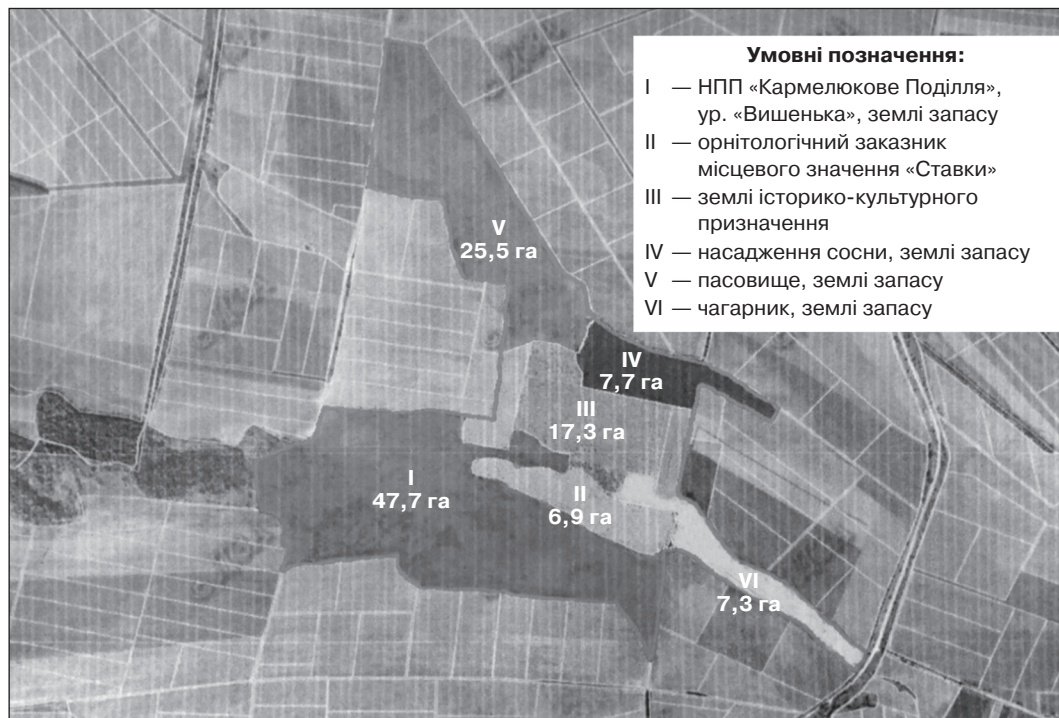 Умовні позначення:
I — НПП «Кармелюкове Поділля»,
ур. «Вишенька», землі запасу
II — орнітологічний заказник
місцевого значення «Ставки»
III — землі історико-культурного
призначення
IV — насадження сосни, землі запасу
V — пасовище, землі запасу
VI — чагарник, землі запасу
V
25,5 га
IV
7,7 га
III
17,3 га
I
47,7 га
II
6,9 га
VI
7,3 га